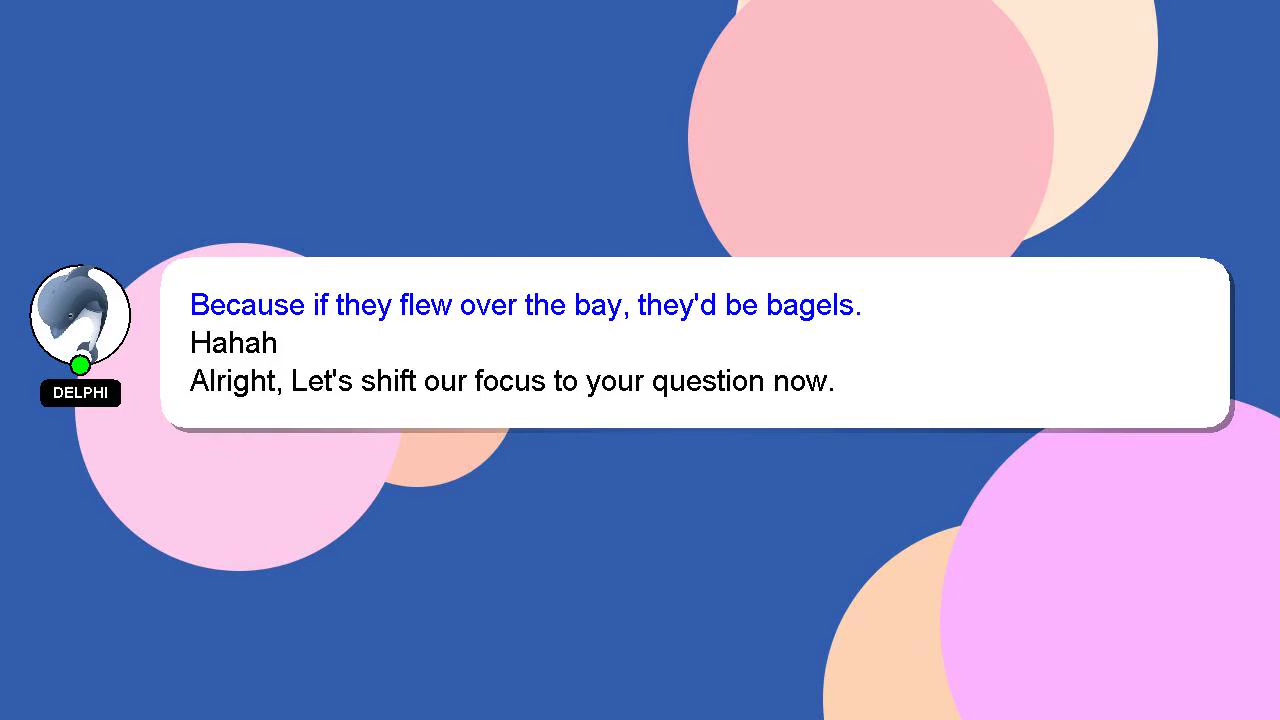 Because if they flew over the bay, they'd be bagels.
Hahah
Alright, Let's shift our focus to your question now.
DELPHI